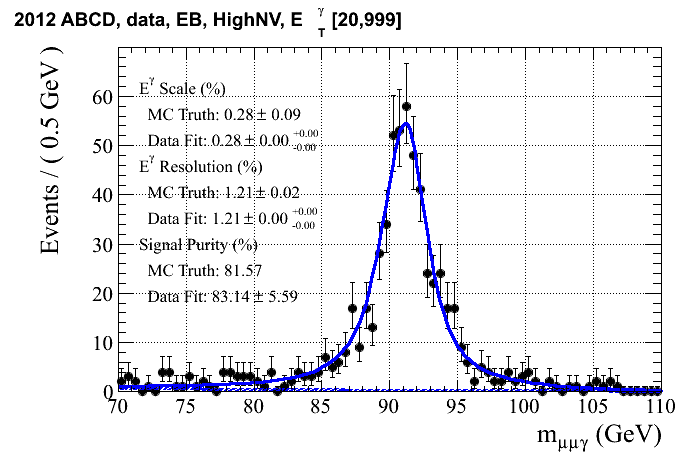 2012 ABCD, data, EB, HighNV, E γ T [20,999]
Events / ( 0.5 GeV )
60
50
40
30
20
10
0
E^γ Scale (%)
MC Truth: 0.28 ± 0.09
Data Fit: 0.28 ± 0.00 +0.00 -0.00
E^γ Resolution (%)
MC Truth: 1.21 ± 0.02
Data Fit: 1.21 ± 0.00 +0.00 -0.00
Signal Purity (%)
MC Truth: 81.57
Data Fit: 83.14 ± 5.59
70 75 80 85 90 95 100 105 110
m_μμγ (GeV)